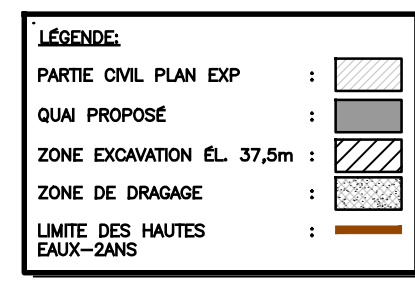 LÉGENDE:
PARTIE CIVIL PLAN EXP :
QUAI PROPOSÉ :
ZONE EXCAVATION ÉL. 37,5m :
ZONE DE DRAGAGE :
LIMITE DES HAUTES :
EAUX-2ANS